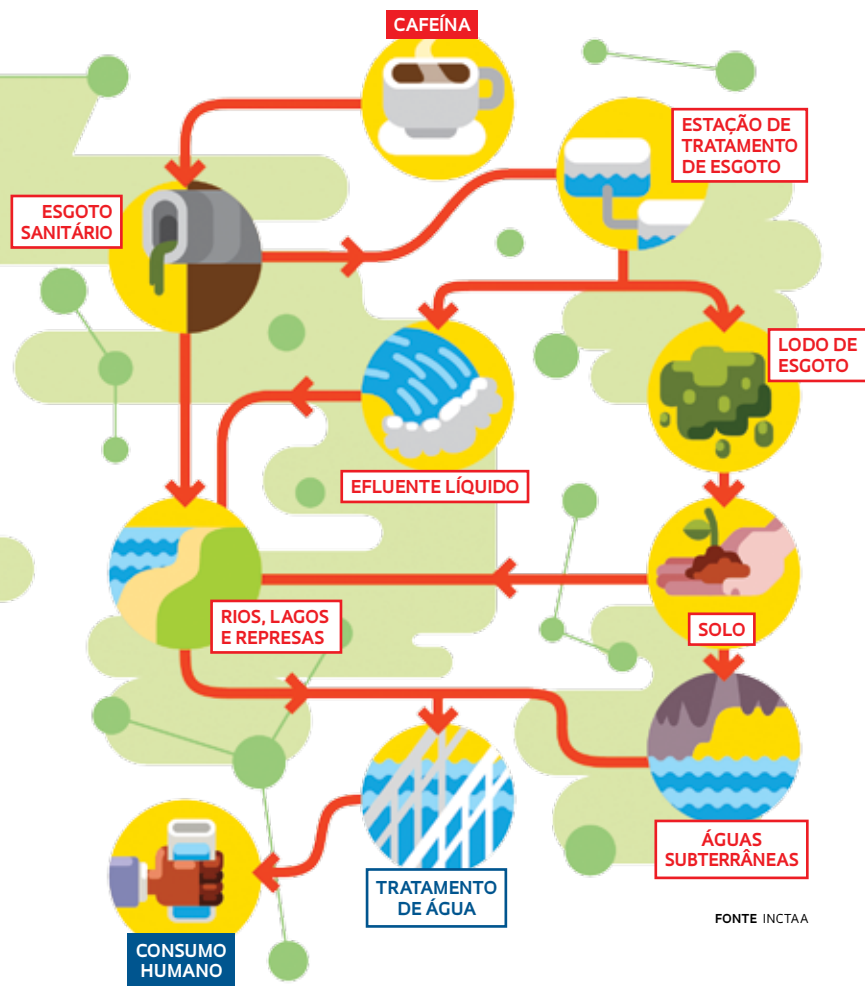 CAFEÍNA
ESTAÇÃO DE
TRATAMENTO
DE ESGOTO
ESGOTO
SANITÁRIO
LODO DE
ESGOTO
EFLUENTE LÍQUIDO
RIOS, LAGOS
E REPRESAS
SOLO
ÁGUAS
SUBTERRÂNEAS
TRATAMENTO
DE ÁGUA
FONTE INCTAA
CONSUMO
HUMANO